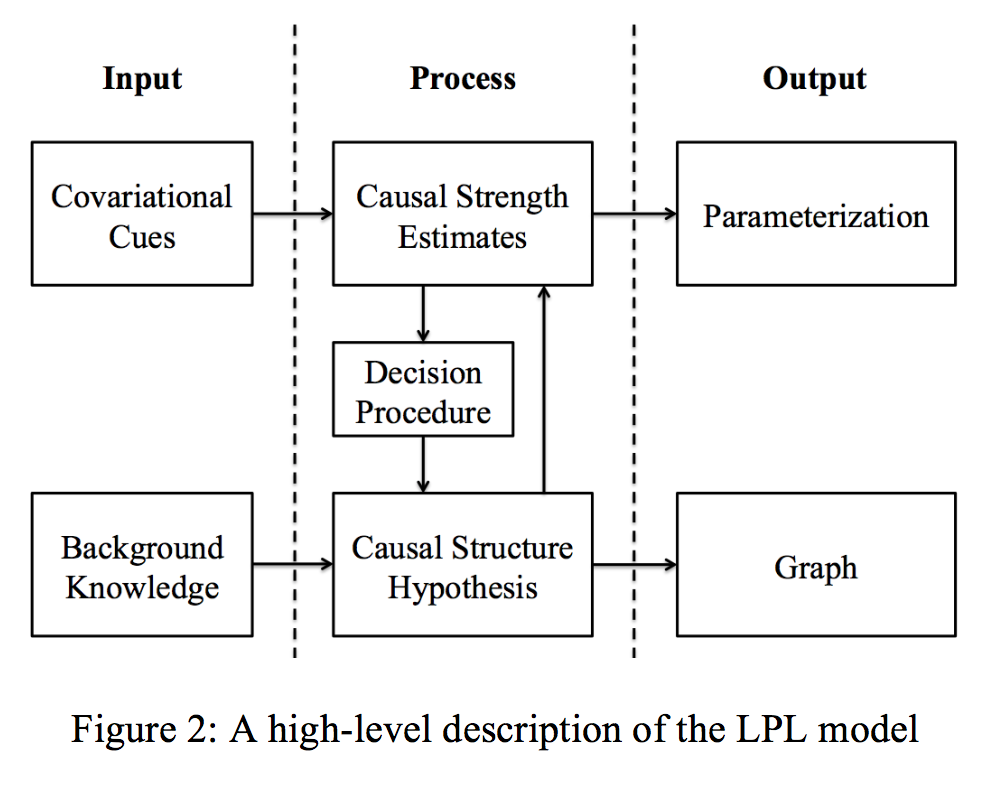 Input
Process
Output
Covariational
Cues
Causal Strength
Estimates
Parameterization
Decision
Procedure
Background
Knowledge
Causal Structure
Hypothesis
Graph
Figure 2: A high-level description of the LPL model